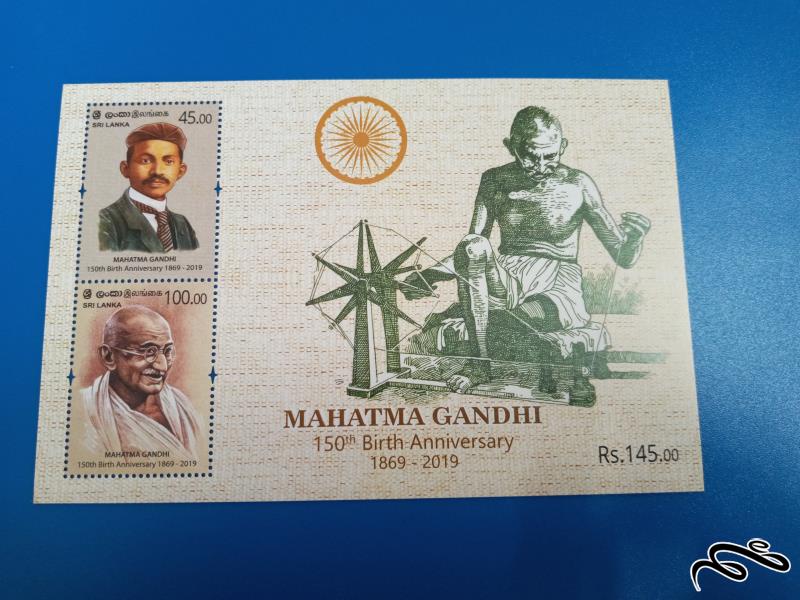 ශ්‍රී ලංකා இலங்கை
SRI LANKA
45.00
MAHATMA GANDHI
150th Birth Anniversary 1869 - 2019
ශ්‍රී ලංකා இலங்கை
SRI LANKA
100.00
MAHATMA GANDHI
150th Birth Anniversary 1869 - 2019
MAHATMA GANDHI
150th Birth Anniversary
1869 - 2019
Rs.145.00